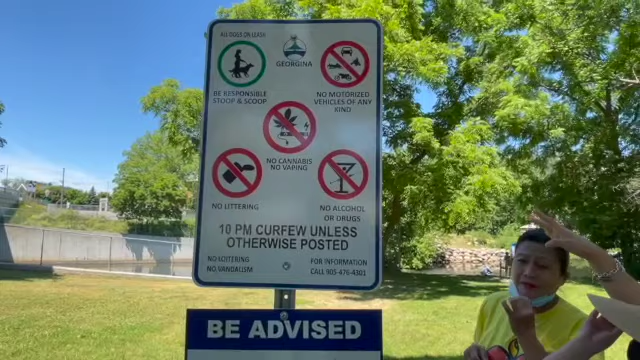 ALL DOGS ON LEASH
GEORGINA
BE RESPONSIBLE
STOOP & SCOOP
NO MOTORIZED
VEHICLES OF ANY
KIND
NO CANNABIS
NO VAPING
NO LITTERING
NO ALCOHOL
OR DRUGS
10 PM CURFEW UNLESS
OTHERWISE POSTED
NO LOITERING
NO VANDALISM
FOR INFORMATION
CALL 905-476-4301
BE ADVISED